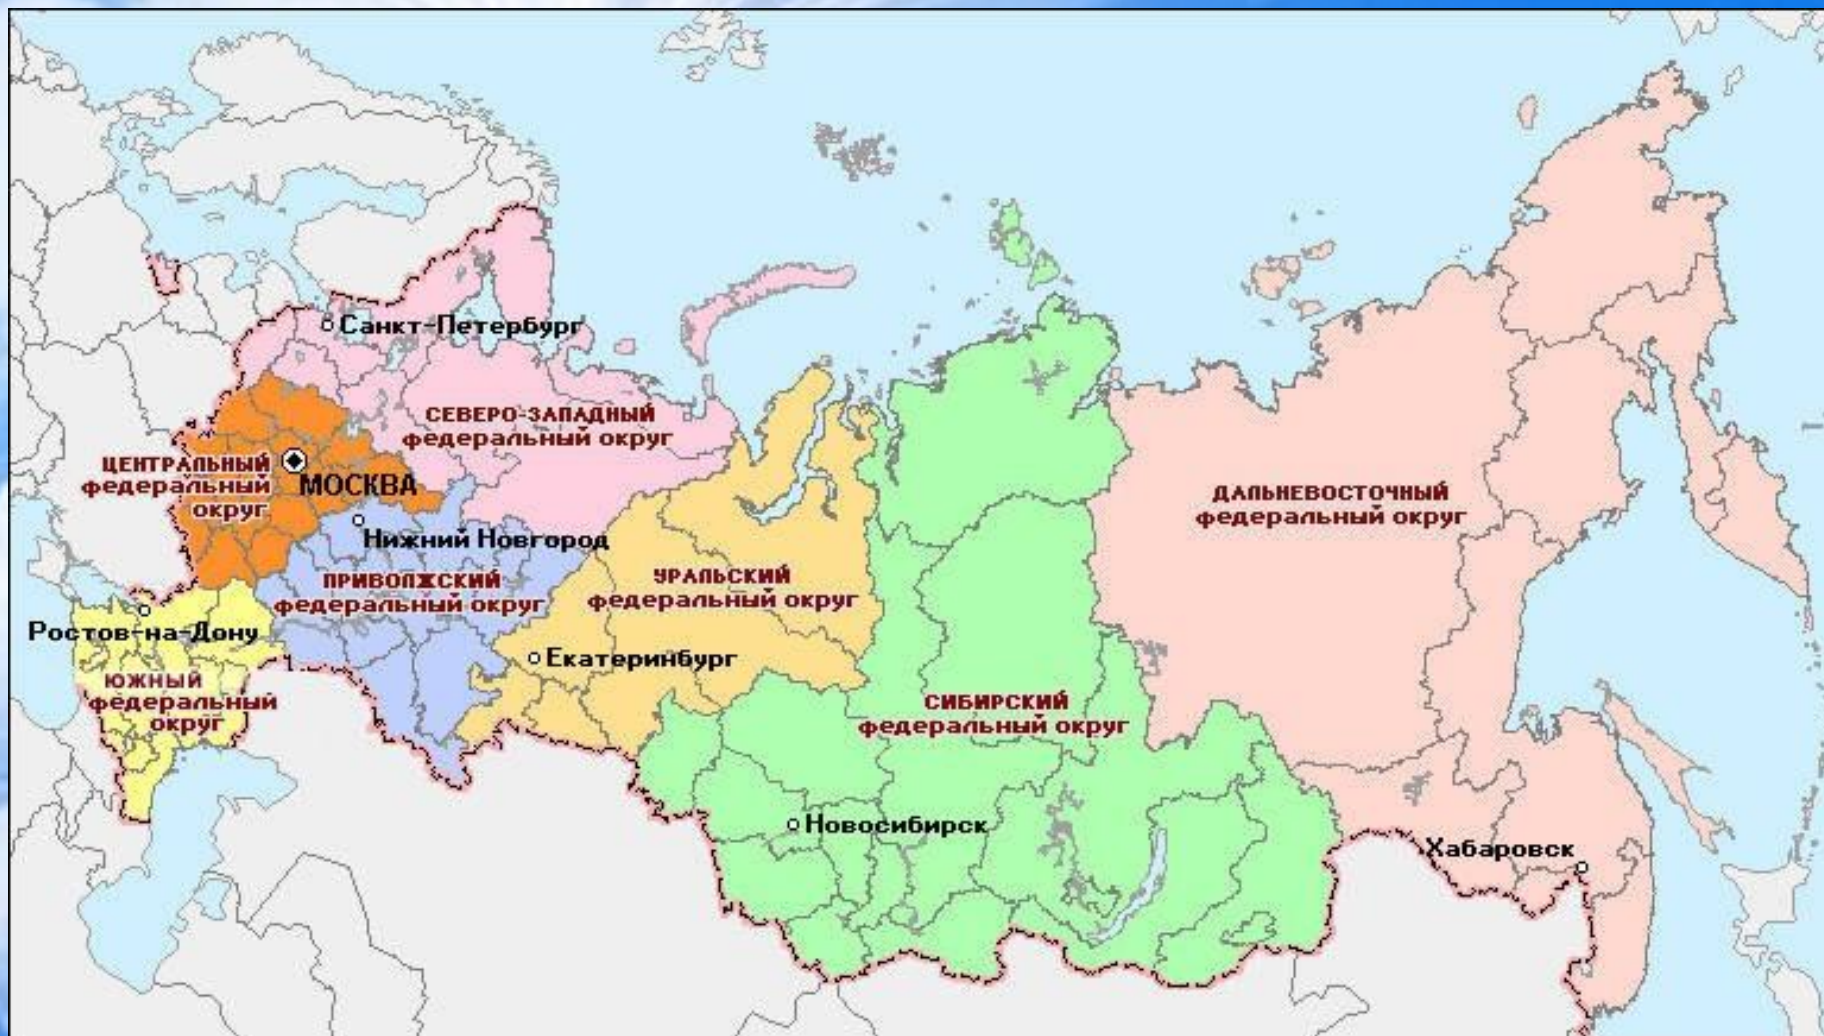 Санкт-Петербург
СЕВЕРО-ЗАПАДНЫЙ
федеральный округ
ЦЕНТРАЛЬНЫЙ
федеральный
округ
МОСКВА
Нижний Новгород
ПРИВОЛЖСКИЙ
федеральный округ
УРАЛЬСКИЙ
федеральный округ
ДАЛЬНЕВОСТОЧНЫЙ
федеральный округ
Ростов-на-Дону
Екатеринбург
ЮЖНЫЙ
федеральный
округ
СИБИРСКИЙ
федеральный округ
Новосибирск
Хабаровск